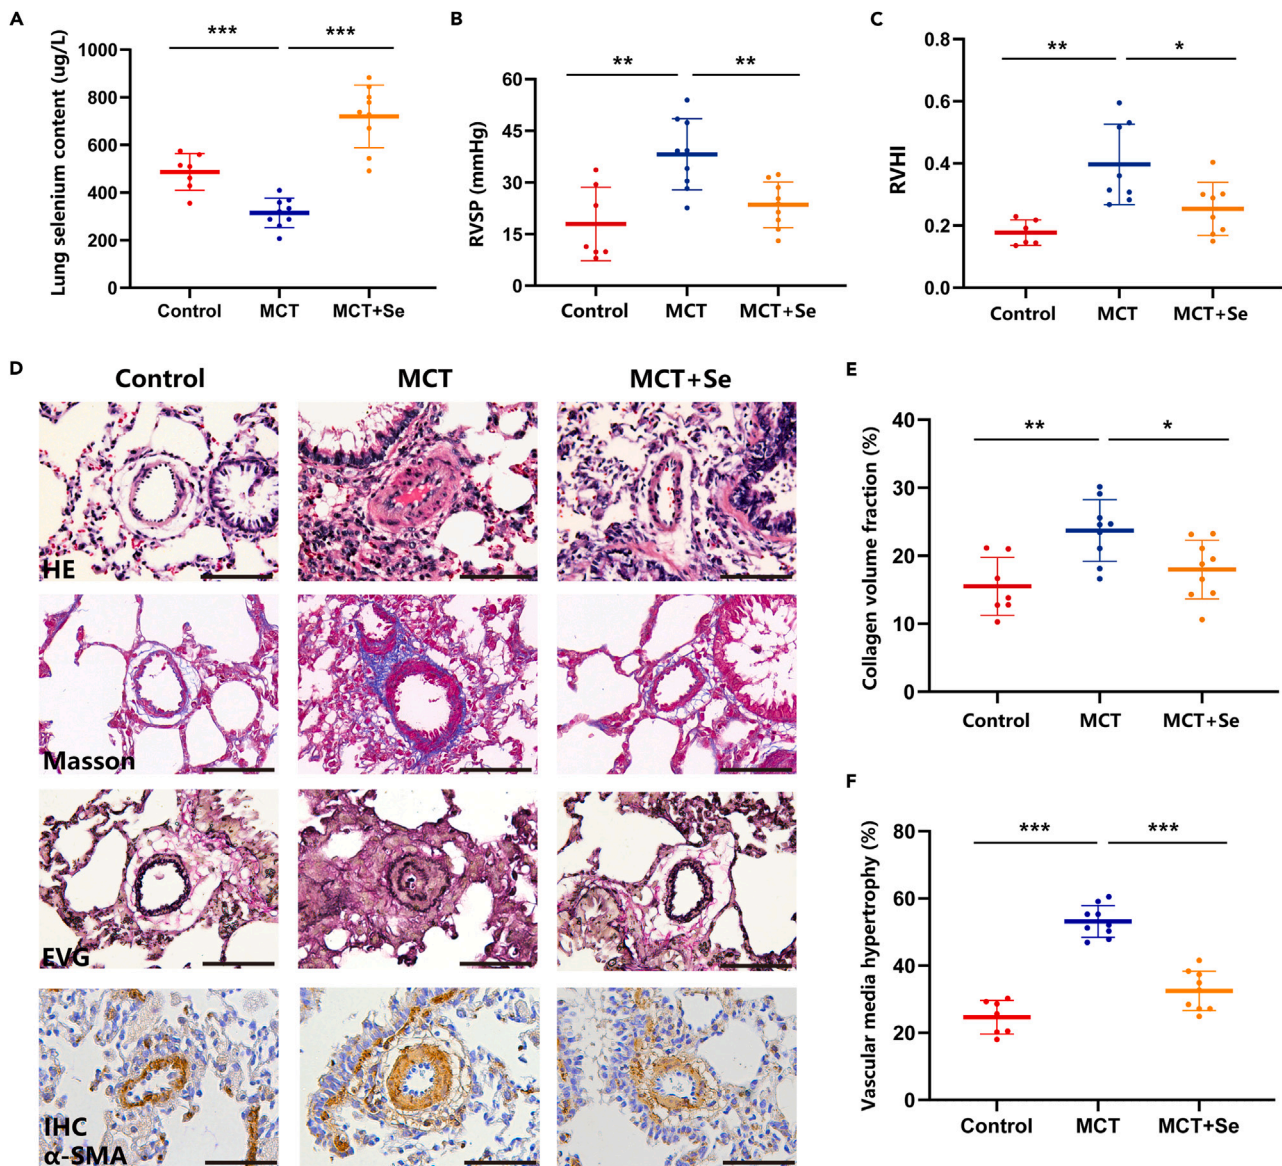 A
Lung selenium content (ug/L)
1000
800
600
400
200
0
*** ***
Control MCT MCT+Se
B
RVSP (mmHg)
60
45
30
15
0
** **
Control MCT MCT+Se
C
RVHI
0.8
0.6
0.4
0.2
0.0
** *
Control MCT MCT+Se
D
Control MCT MCT+Se
HE
Masson
EVG
IHC
α-SMA
E
Collagen volume fraction (%)
40
30
20
10
0
** *
Control MCT MCT+Se
F
Vascular media hypertrophy (%)
80
60
40
20
0
*** ***
Control MCT MCT+Se